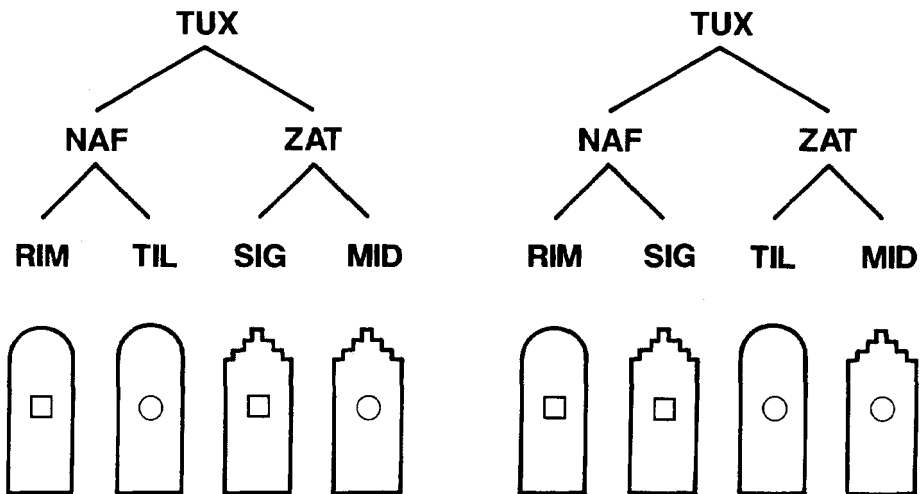 TUX TUX
NAF ZAT NAF ZAT
RIM TIL SIG MID RIM SIG TIL MID